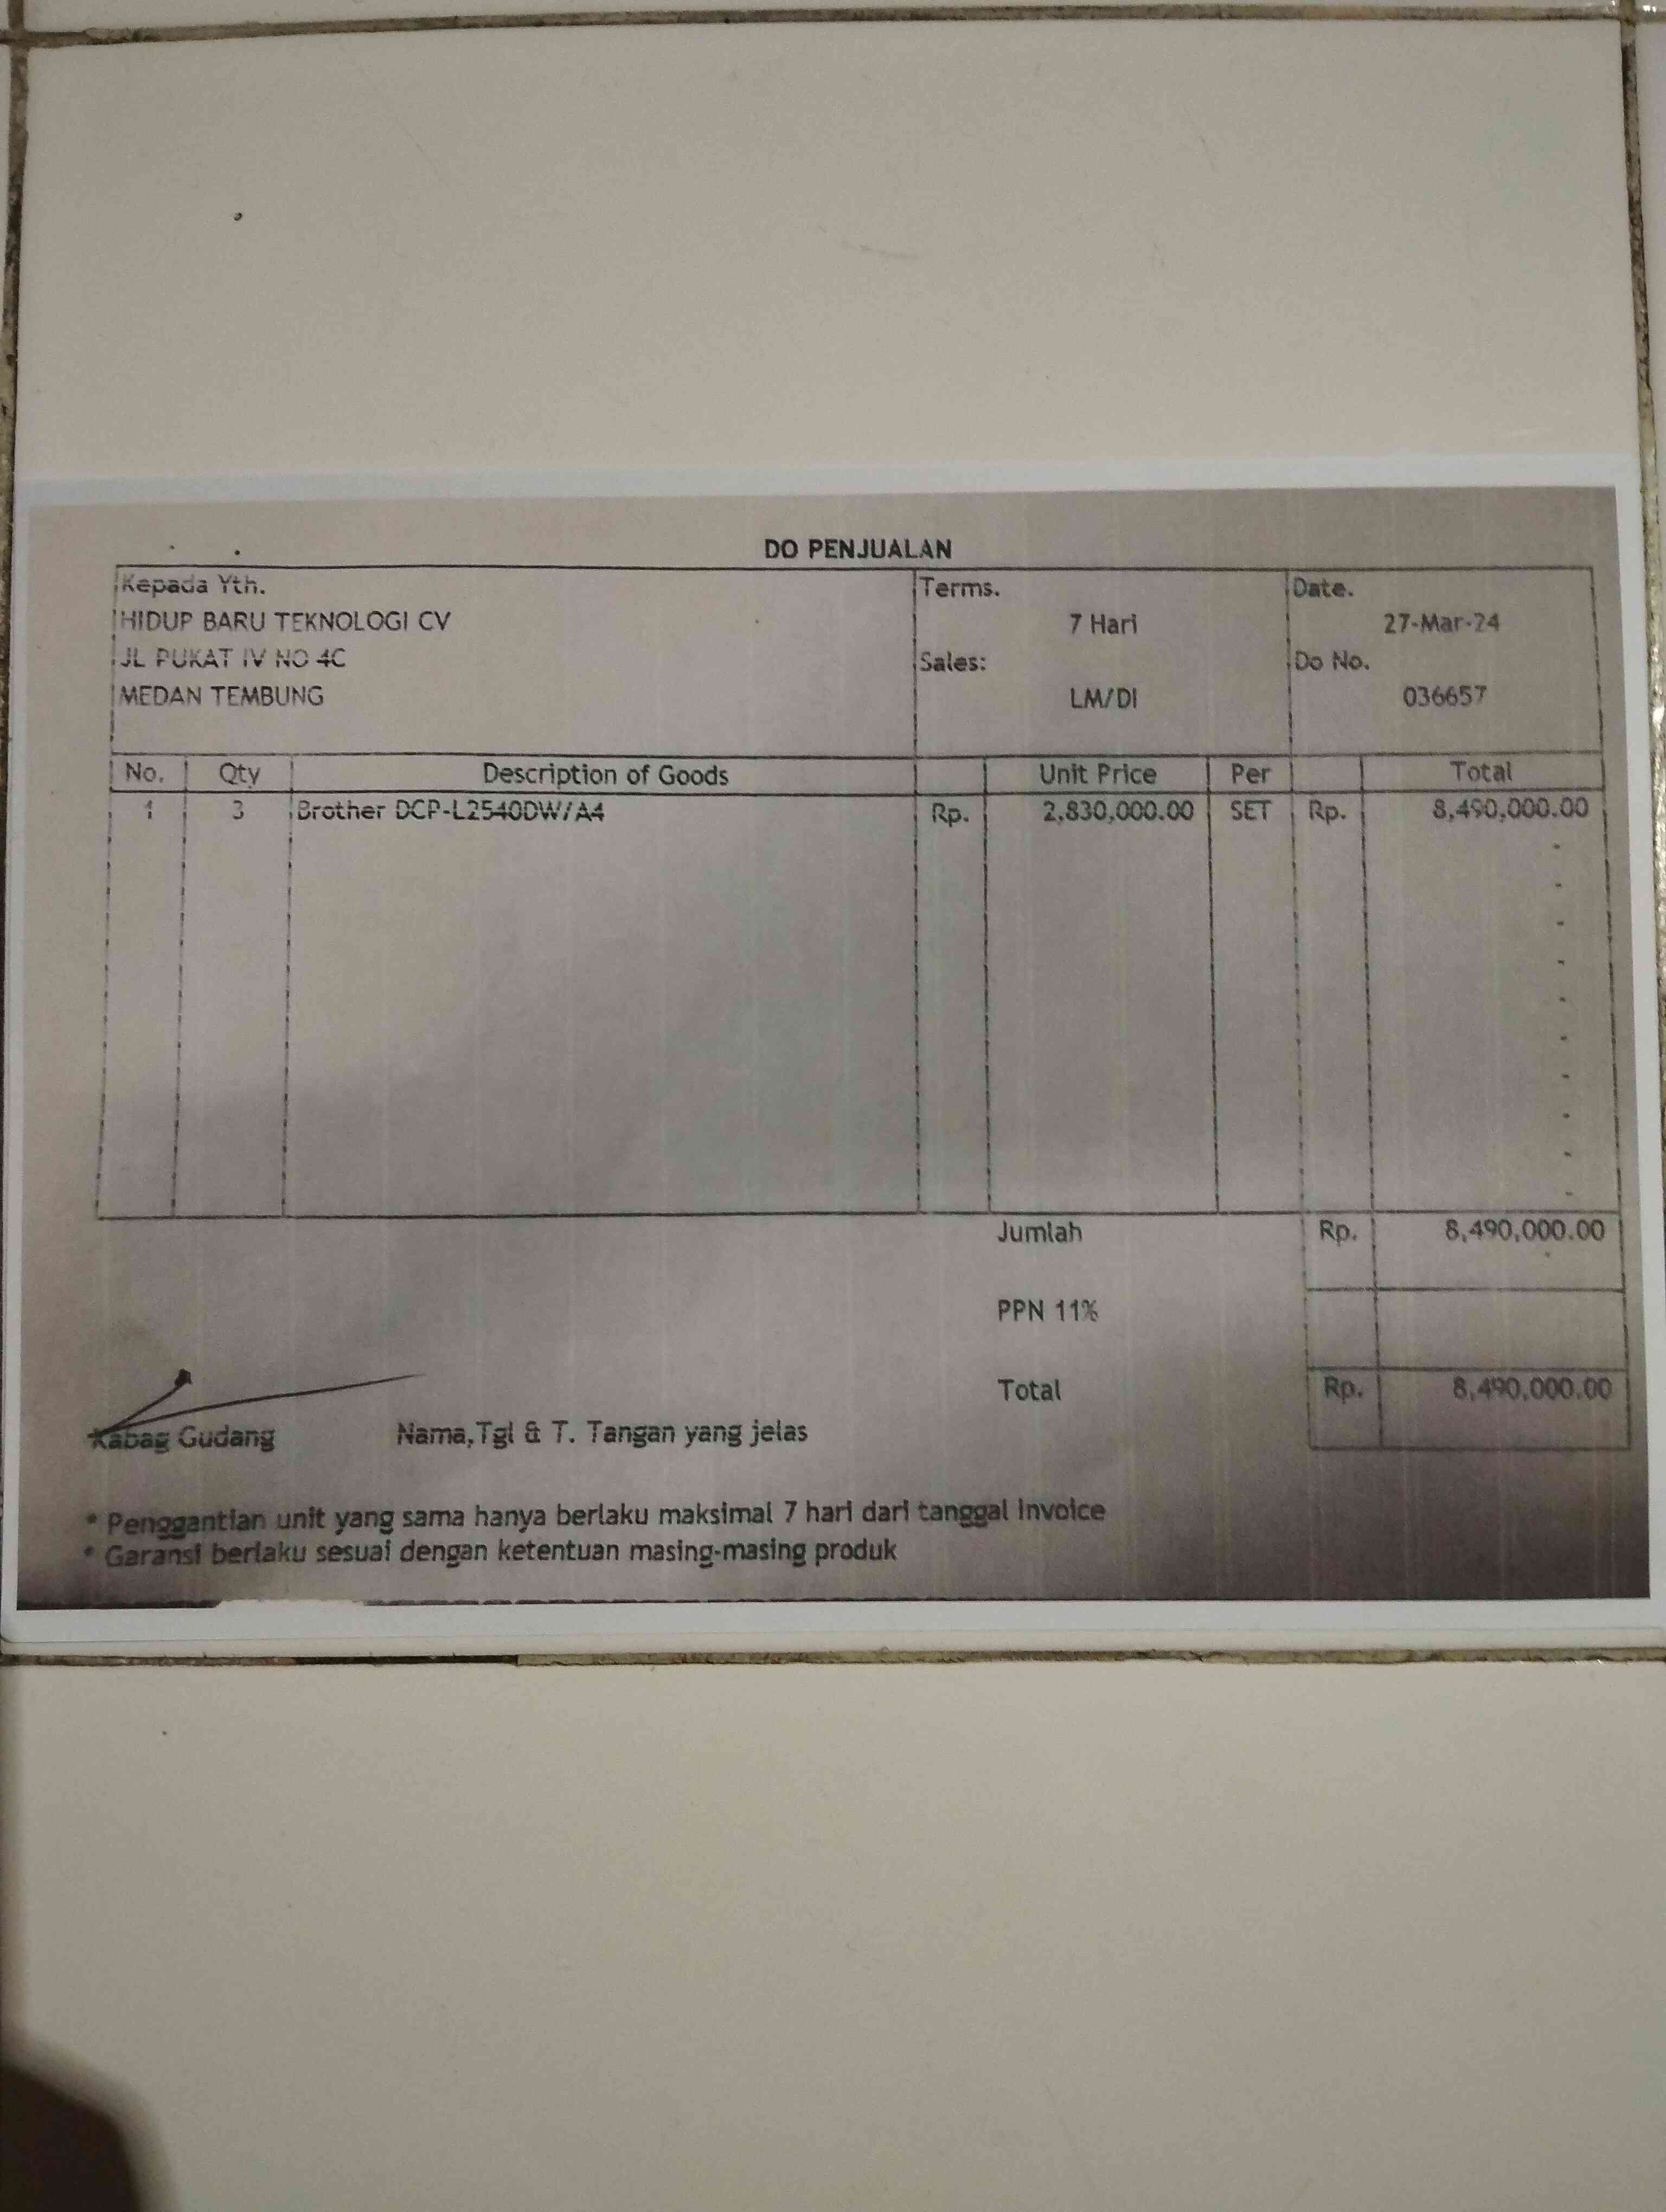 DO PENJUALAN
Kepada Yth. Terms. Date.
HIDUP BARU TEKNOLOGI CV 7 Hari 27-Mar-24
JL PUKAT IV NO 4C Sales: Do No.
MEDAN TEMBUNG LM/DI 036657
No. Qty Description of Goods Unit Price Per Total
1 3 Brother DCP-L2540DW/A4 Rp. 2,830,000.00 SET Rp. 8,490,000.00
-
-
-
-
-
-
-
-
-
-
Jumlah Rp. 8,490,000.00
PPN 11%
Total Rp. 8,490,000.00
Kabag Gudang Nama,Tgl & T. Tangan yang jelas
* Penggantian unit yang sama hanya berlaku maksimal 7 hari dari tanggal invoice
* Garansi berlaku sesuai dengan ketentuan masing-masing produk